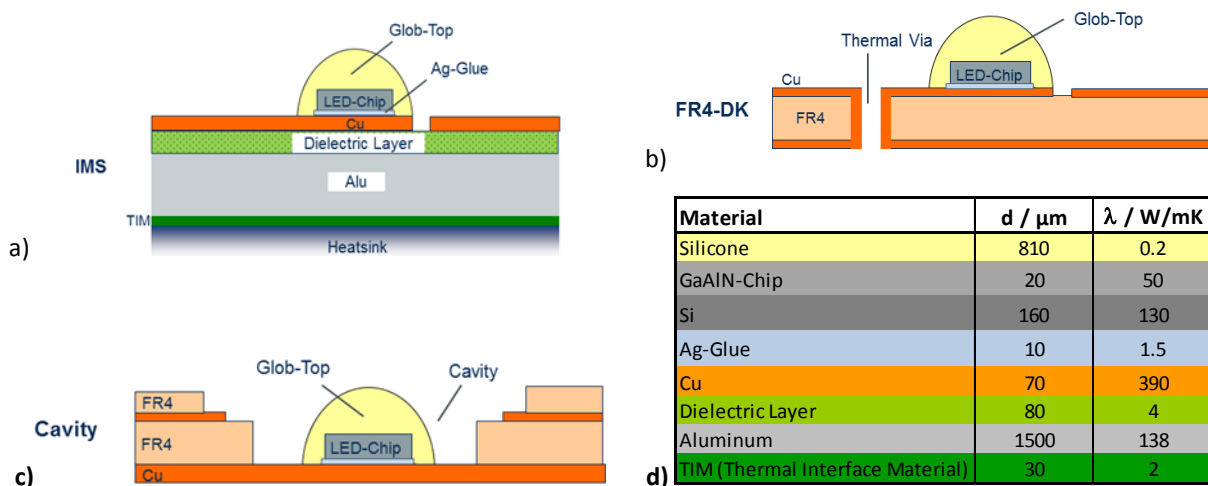 Glob-Top
Ag-Glue
LED-Chip
Cu
Dielectric Layer
IMS
Alu
TIM
Heatsink
a)
Glob-Top
Thermal Via
Cu
LED-Chip
FR4-DK
FR4
b)
Glob-Top
Cavity
FR4
Cavity
FR4
LED-Chip
Cu
c)
Material d / μm λ / W/mK
Silicone 810 0.2
GaAlN-Chip 20 50
Si 160 130
Ag-Glue 10 1.5
Cu 70 390
Dielectric Layer 80 4
Aluminum 1500 138
TIM (Thermal Interface Material) 30 2
d)